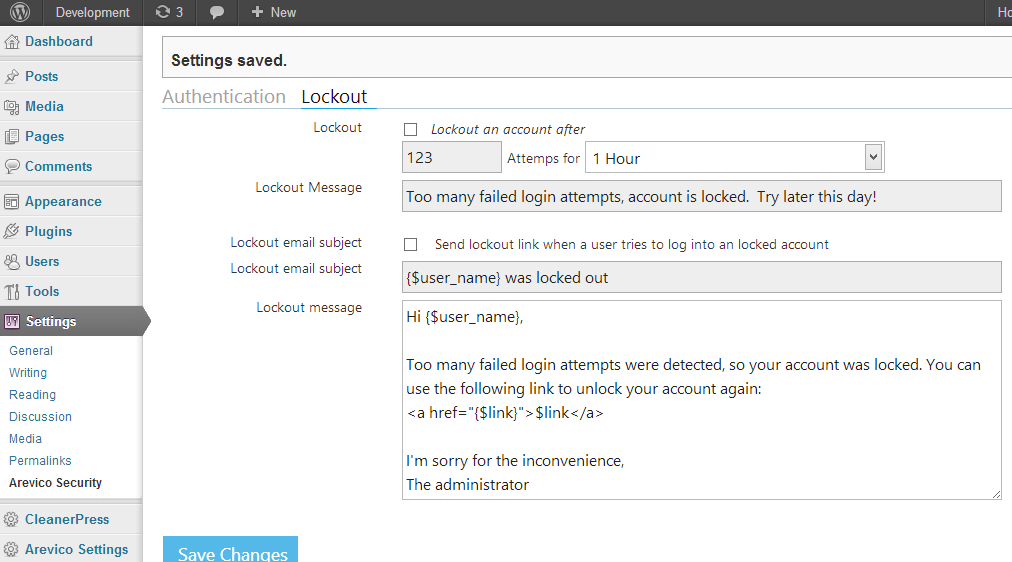 Development 3 + New Ho
Dashboard
Posts
Media
Pages
Comments
Appearance
Plugins
Users
Tools
Settings
General
Writing
Reading
Discussion
Media
Permalinks
Arevico Security
CleanerPress
Arevico Settings
Settings saved.
Authentication Lockout
Lockout Lockout an account after
123 Attemps for 1 Hour
Lockout Message Too many failed login attempts, account is locked.  Try later this day!
Lockout email subject Send lockout link when a user tries to log into an locked account
Lockout email subject {$user_name} was locked out
Lockout message Hi {$user_name},
Too many failed login attempts were detected, so your account was locked. You can
use the following link to unlock your account again:
<a href="{$link}">$link</a>
I'm sorry for the inconvenience,
The administrator
Save Changes